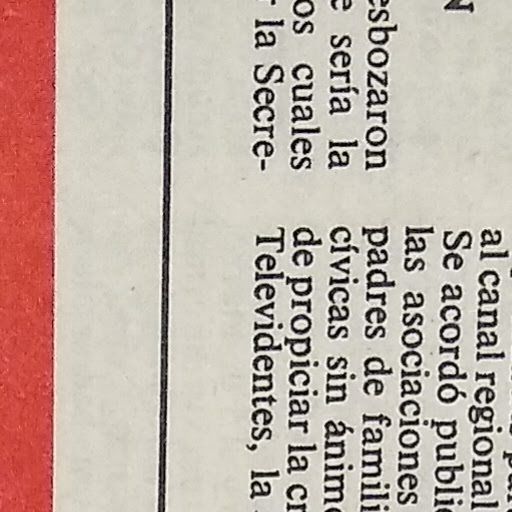 N
esbozaron
e sería la
os cuales
r la Secre-
al canal regional
Se acordó public
las asociaciones
padres de famili
cívicas sin ánimo
de propiciar la cr
Televidentes, la